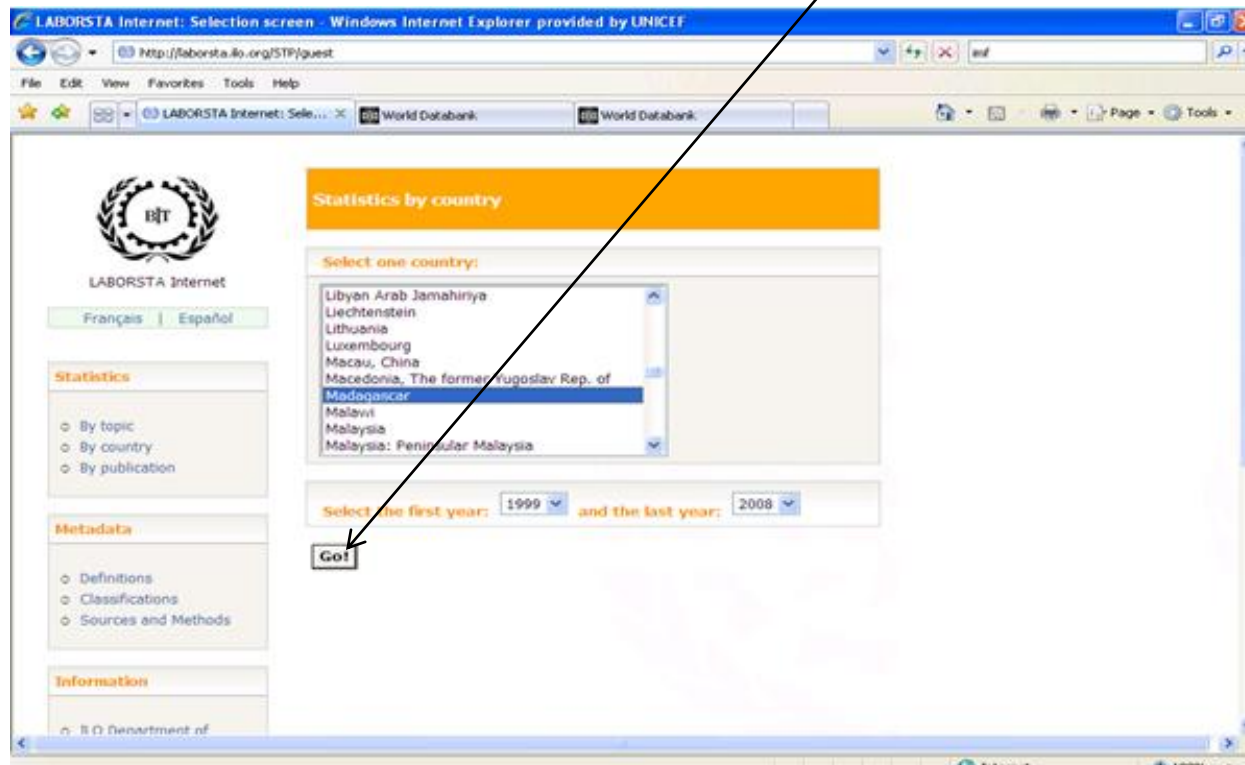 LABORSTA Internet: Selection screen - Windows Internet Explorer provided by UNICEF
http://laborsta.ilo.org/STP/guest
File Edit View Favorites Tools Help
LABORSTA Internet: Sele... World Databank World Databank Page Tools
Statistics by country
BIT
LABORSTA Internet
Français | Español
Select one country:
Libyan Arab Jamahiriya
Liechtenstein
Lithuania
Luxembourg
Macau, China
Macedonia, The former Yugoslav Rep. of
Madagascar
Malawi
Malaysia
Malaysia: Peninsular Malaysia
Select the first year: 1999 and the last year: 2008
Go!
Statistics
By topic
By country
By publication
Metadata
Definitions
Classifications
Sources and Methods
Information
ILO Department of